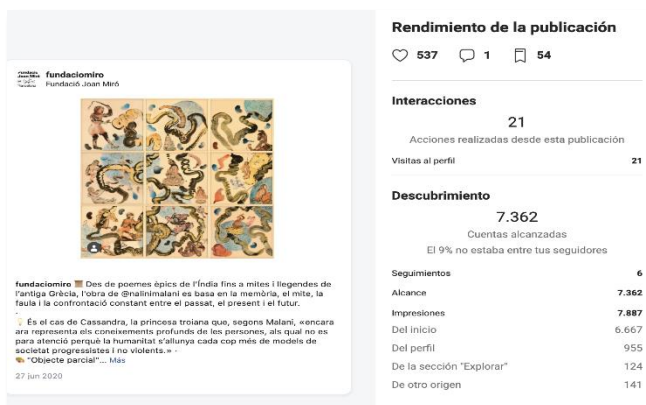 fundaciomiro
Fundació Joan Miró
fundaciomiro Des de poemes èpics de l'Índia fins a mites i llegendes de
l'antiga Grècia, l'obra de @nalinimalani es basa en la memòria, el mite, la
faula i la confrontació constant entre el passat, el present i el futur.
.
És el cas de Cassandra, la princesa troiana que, segons Malani, «encara
ara representa els coneixements profunds de les persones, als qual no es
para atenció perquè la humanitat s'allunya cada cop més de models de
societat progressistes i no violents.» ·
"Objecte parcial"... Más
27 jun 2020
Rendimiento de la publicación
537 1 54
Interacciones
21
Acciones realizadas desde esta publicación
Visitas al perfil 21
Descubrimiento
7.362
Cuentas alcanzadas
El 9% no estaba entre tus seguidores
Seguimientos 6
Alcance 7.362
Impresiones 7.887
Del inicio 6.667
Del perfil 955
De la sección "Explorar" 124
De otro origen 141